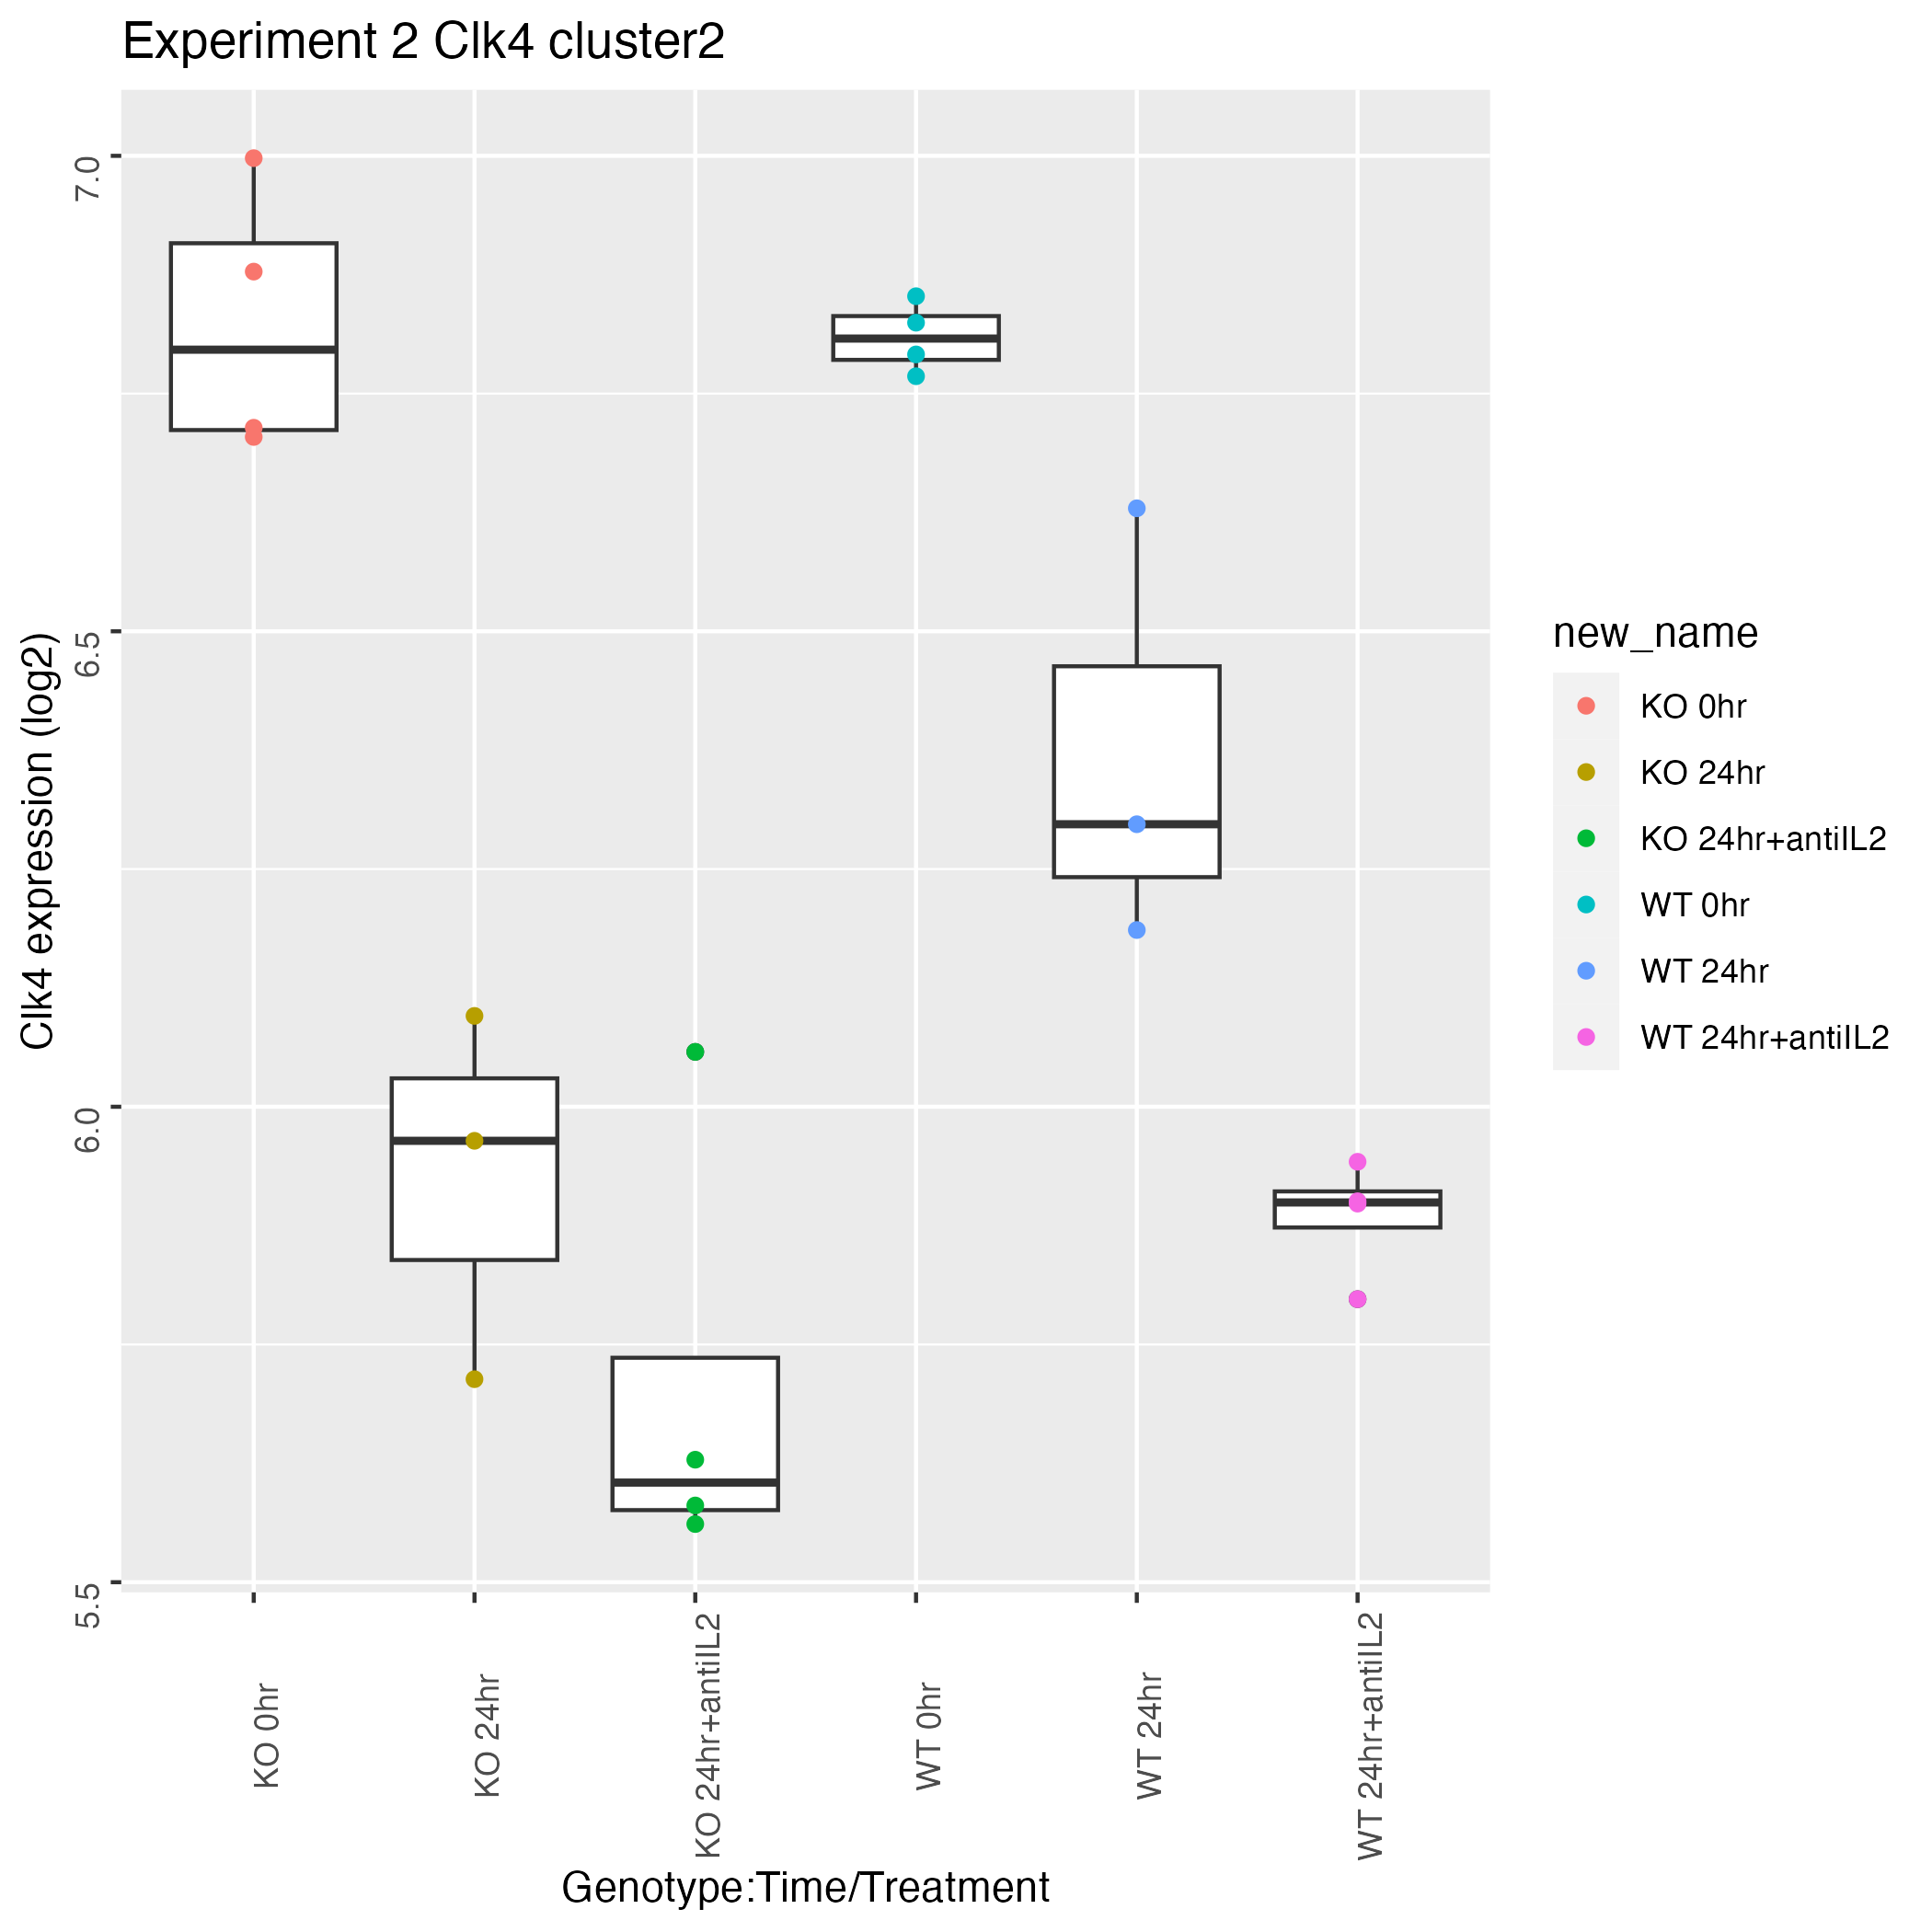 Experiment 2 Clk4 cluster2
Clk4 expression (log2)
7.0
6.5
6.0
5.5
KO 0hr
KO 24hr
KO 24hr+antiIL2
WT 0hr
WT 24hr
WT 24hr+antiIL2
Genotype:Time/Treatment
new_name
KO 0hr
KO 24hr
KO 24hr+antiIL2
WT 0hr
WT 24hr
WT 24hr+antiIL2